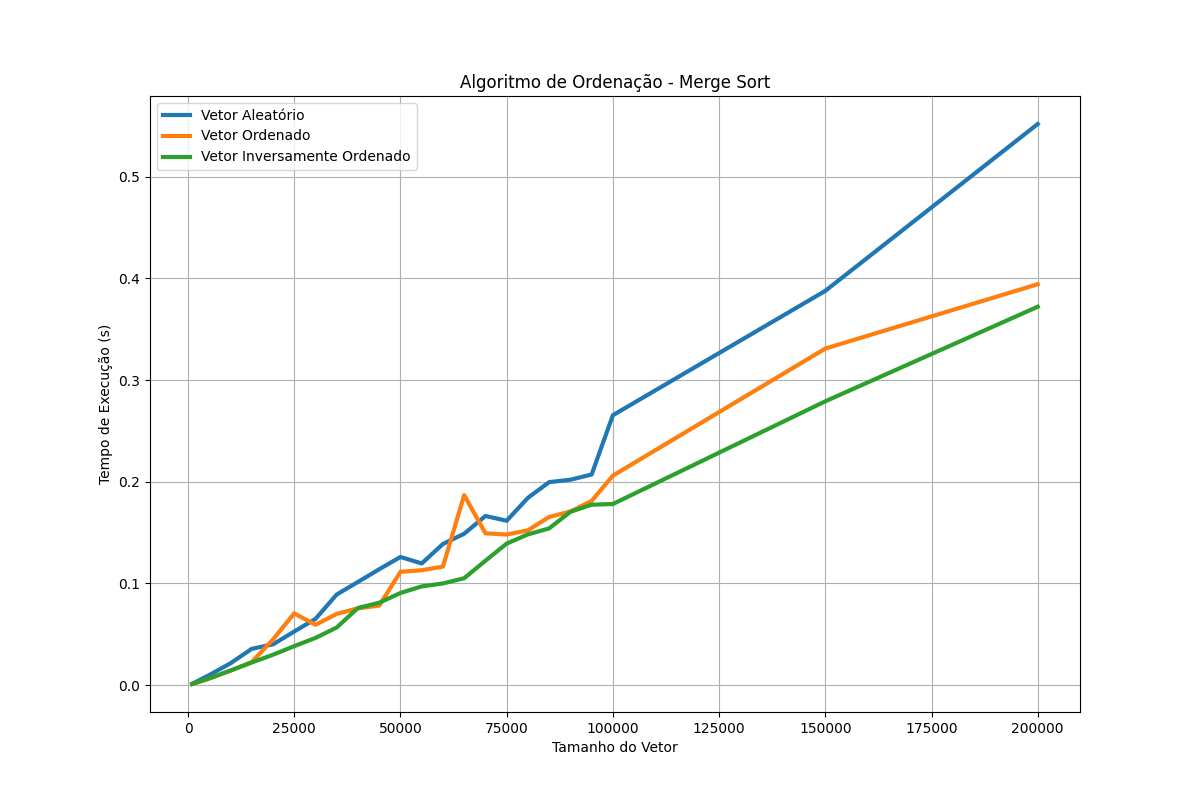 Algoritmo de Ordenação - Merge Sort
Vetor Aleatório
Vetor Ordenado
Vetor Inversamente Ordenado
Tempo de Execução (s)
0.5
0.4
0.3
0.2
0.1
0.0
0 25000 50000 75000 100000 125000 150000 175000 200000
Tamanho do Vetor